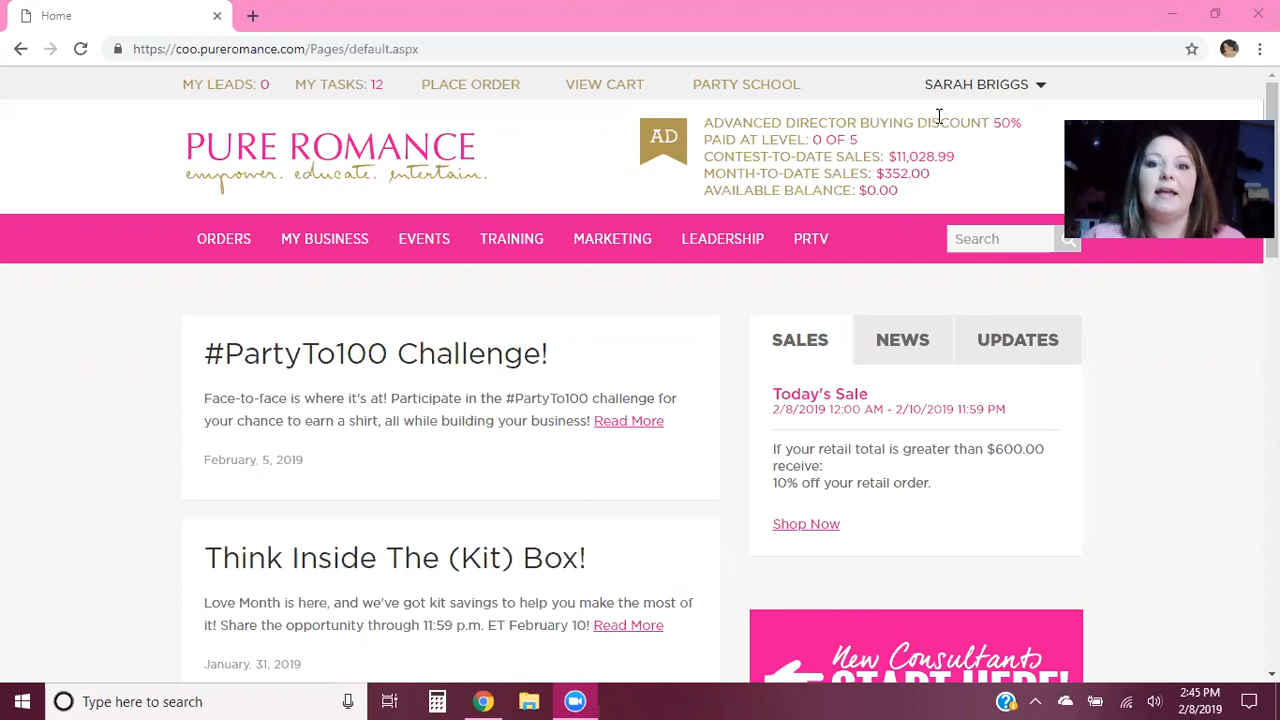 Home
https://coo.pureromance.com/Pages/default.aspx
MY LEADS: 0 MY TASKS: 12 PLACE ORDER VIEW CART PARTY SCHOOL SARAH BRIGGS
PURE ROMANCE
empower. educate. entertain.
AD
ADVANCED DIRECTOR BUYING DISCOUNT 50%
PAID AT LEVEL: 0 OF 5
CONTEST-TO-DATE SALES: $11,028.99
MONTH-TO-DATE SALES: $352.00
AVAILABLE BALANCE: $0.00
ORDERS MY BUSINESS EVENTS TRAINING MARKETING LEADERSHIP PRTV Search
#PartyTo100 Challenge!
Face-to-face is where it's at! Participate in the #PartyTo100 challenge for
your chance to earn a shirt, all while building your business! Read More
February, 5, 2019
Think Inside The (Kit) Box!
Love Month is here, and we've got kit savings to help you make the most of
it! Share the opportunity through 11:59 p.m. ET February 10! Read More
January, 31, 2019
SALES NEWS UPDATES
Today's Sale
2/8/2019 12:00 AM - 2/10/2019 11:59 PM
If your retail total is greater than $600.00
receive:
10% off your retail order.
Shop Now
New Consultants
START HERE!
Type here to search
2:45 PM
2/8/2019